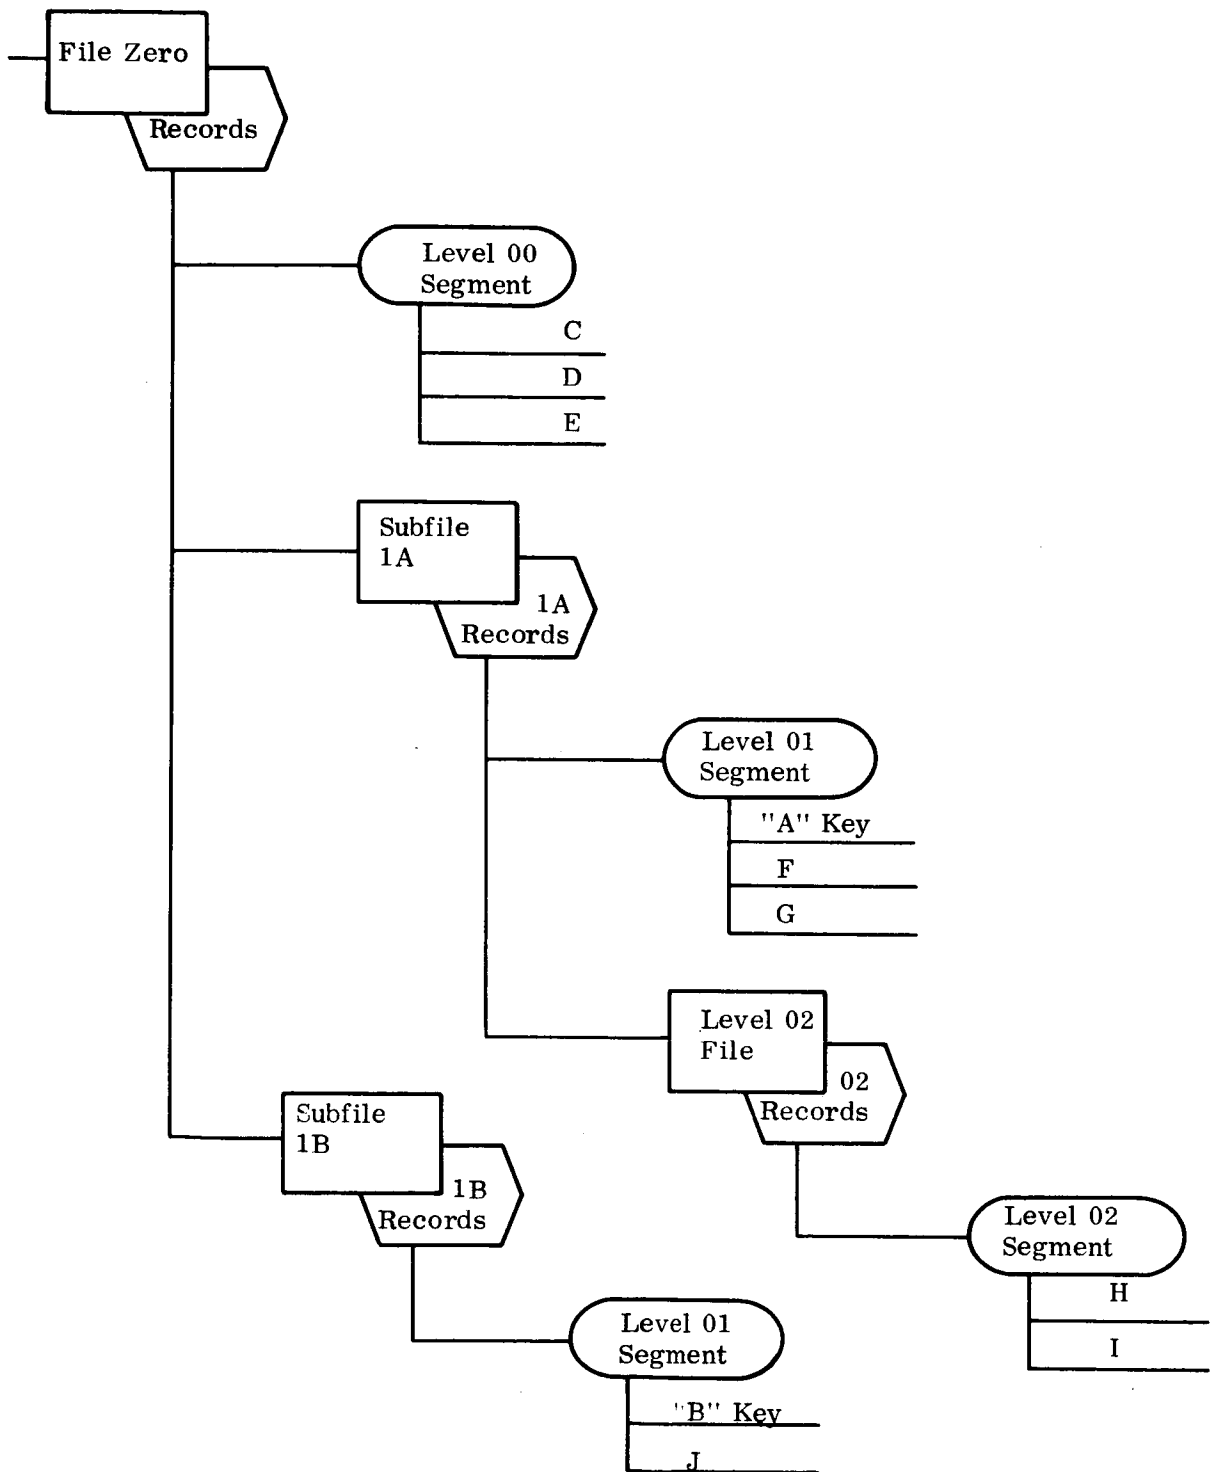 File Zero
Records
Level 00
Segment
C
D
E
Subfile
1A
1A
Records
Level 01
Segment
"A" Key
F
G
Level 02
File
02
Records
Subfile
1B
1B
Records
Level 02
Segment
H
I
Level 01
Segment
"B" Key
J